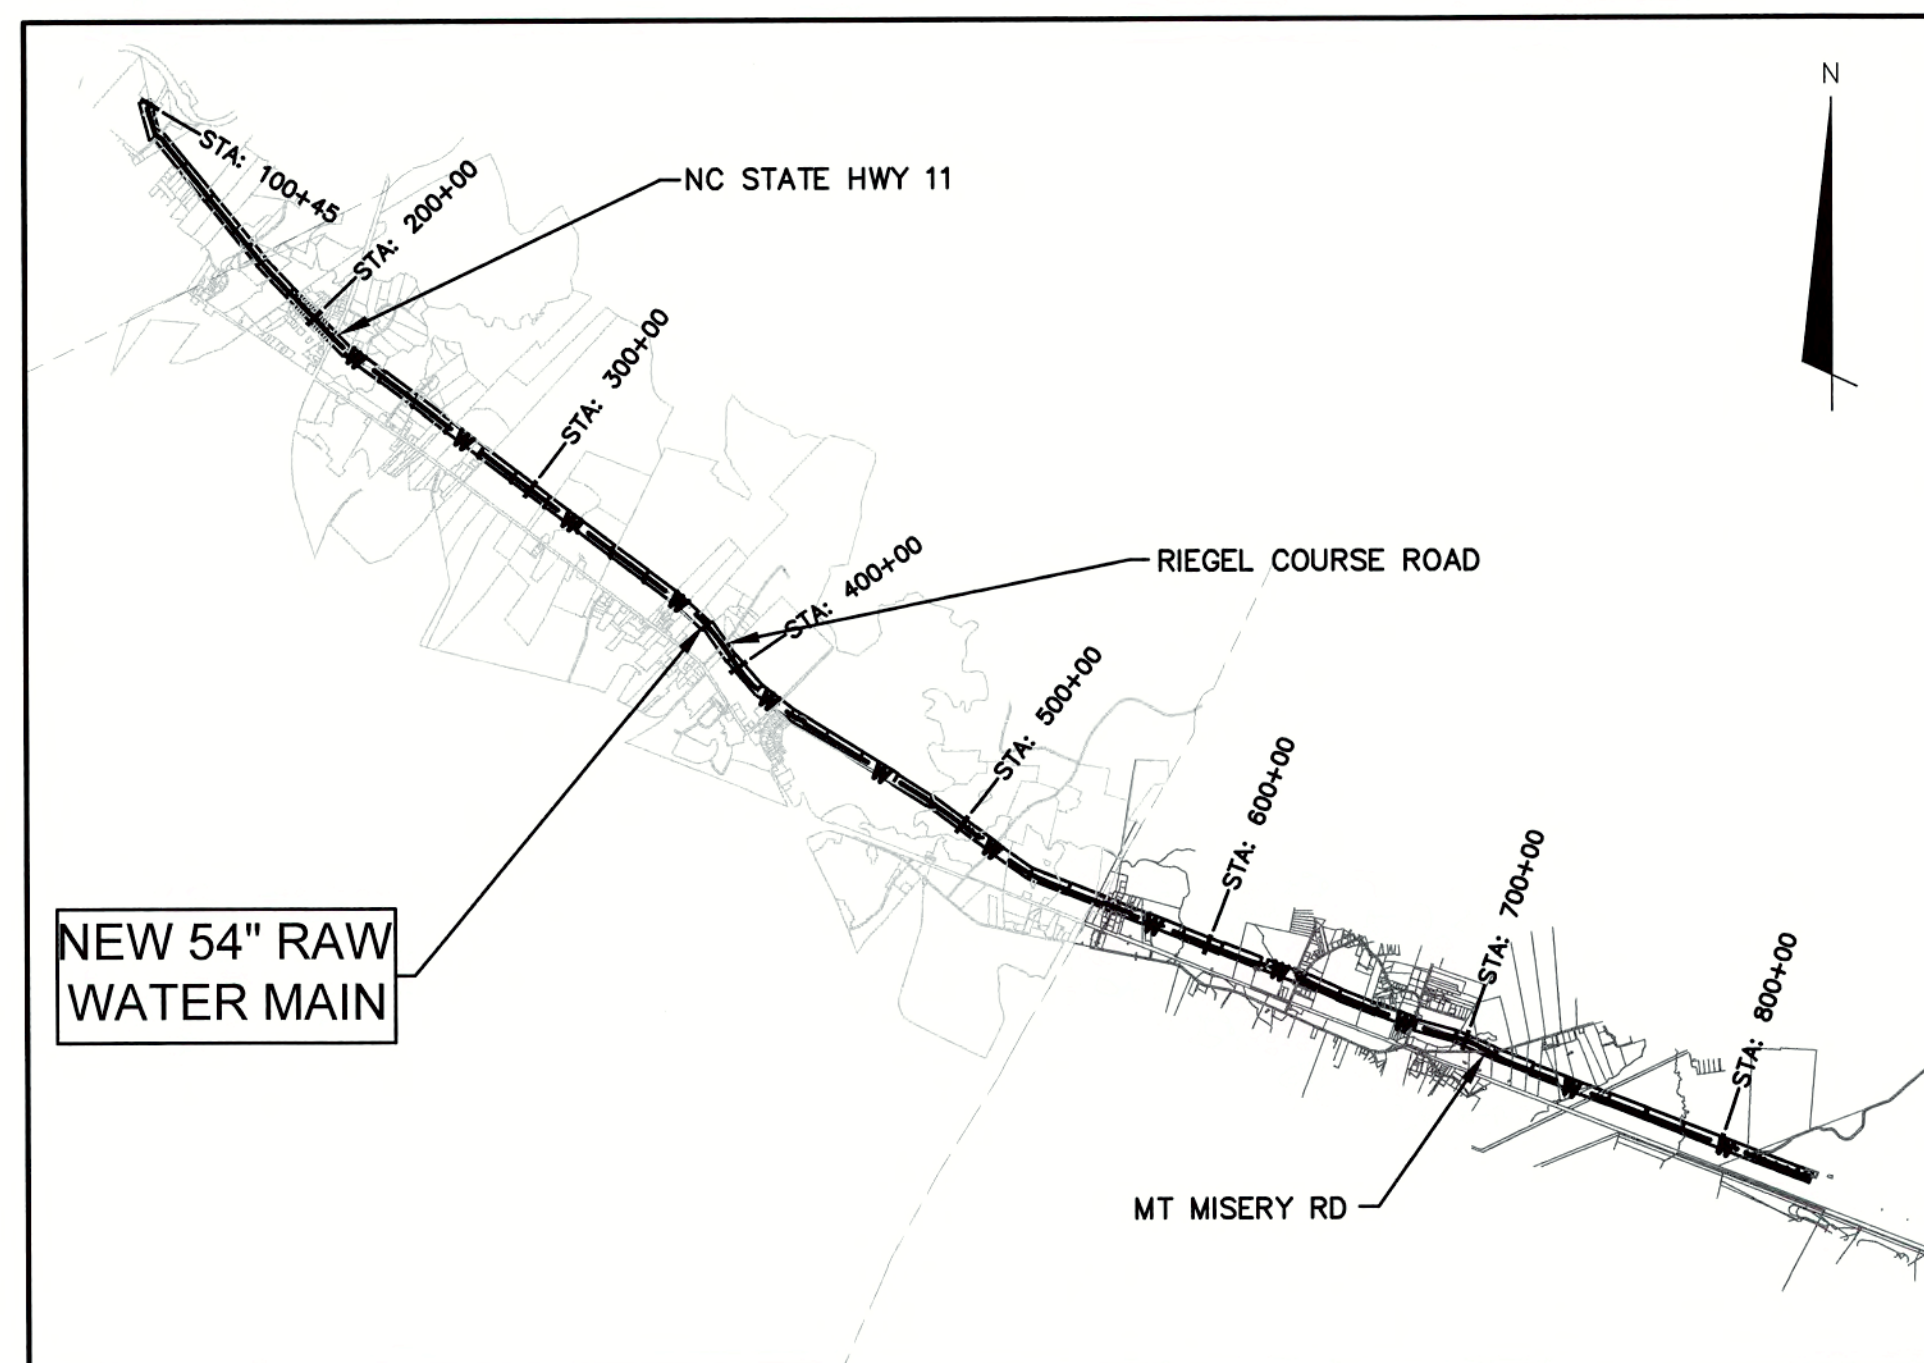 N
STA: 100+45
STA: 200+00
NC STATE HWY 11
STA: 300+00
STA: 400+00
RIEGEL COURSE ROAD
STA: 500+00
STA: 600+00
STA: 700+00
STA: 800+00
NEW 54" RAW
WATER MAIN
MT MISERY RD
W
W
W
W
W
W
W
W
W
W
W
W